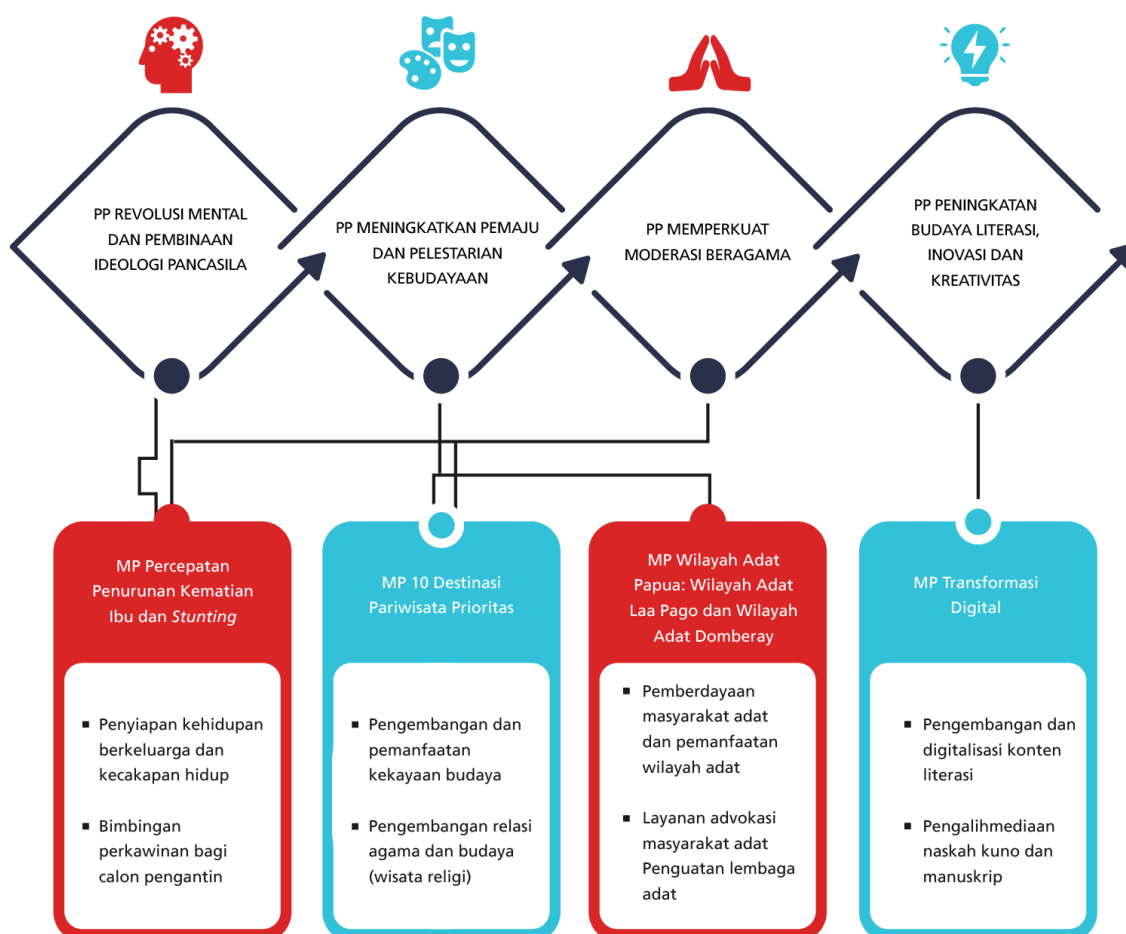 PP REVOLUSI MENTAL
DAN PEMBINAAN
IDEOLOGI PANCASILA
PP MENINGKATKAN PEMAJU
DAN PELESTARIAN
KEBUDAYAAN
PP MEMPERKUAT
MODERASI BERAGAMA
PP PENINGKATAN
BUDAYA LITERASI,
INOVASI DAN
KREATIVITAS
MP Percepatan
Penurunan Kematian
Ibu dan Stunting
▪ Penyiapan kehidupan
berkeluarga dan
kecakapan hidup
▪ Bimbingan
perkawinan bagi
calon pengantin
MP 10 Destinasi
Pariwisata Prioritas
▪ Pengembangan dan
pemanfaatan
kekayaan budaya
▪ Pengembangan relasi
agama dan budaya
(wisata religi)
MP Wilayah Adat
Papua: Wilayah Adat
Laa Pago dan Wilayah
Adat Domberay
▪ Pemberdayaan
masyarakat adat
dan pemanfaatan
wilayah adat
▪ Layanan advokasi
masyarakat adat
Penguatan lembaga
adat
MP Transformasi
Digital
▪ Pengembangan dan
digitalisasi konten
literasi
▪ Pengalihmediaan
naskah kuno dan
manuskrip